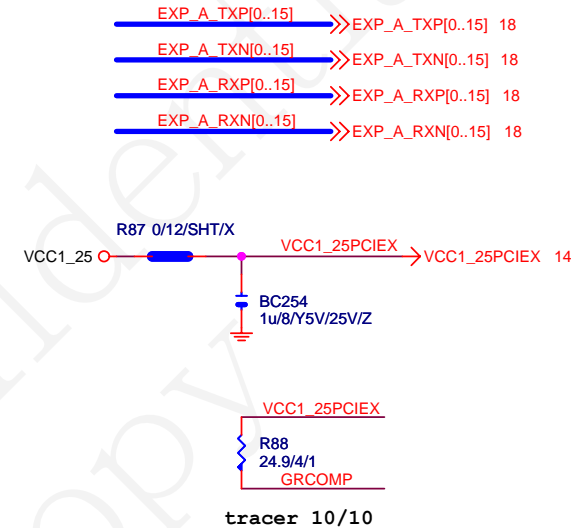 EXP_A_TXP[0..15] EXP_A_TXP[0..15] 18
EXP_A_TXN[0..15] EXP_A_TXN[0..15] 18
EXP_A_RXP[0..15] EXP_A_RXP[0..15] 18
EXP_A_RXN[0..15] EXP_A_RXN[0..15] 18
R87 0/12/SHT/X
VCC1_25 VCC1_25PCIEX VCC1_25PCIEX 14
BC254
1u/8/Y5V/25V/Z
VCC1_25PCIEX
R88
24.9/4/1
GRCOMP
tracer 10/10